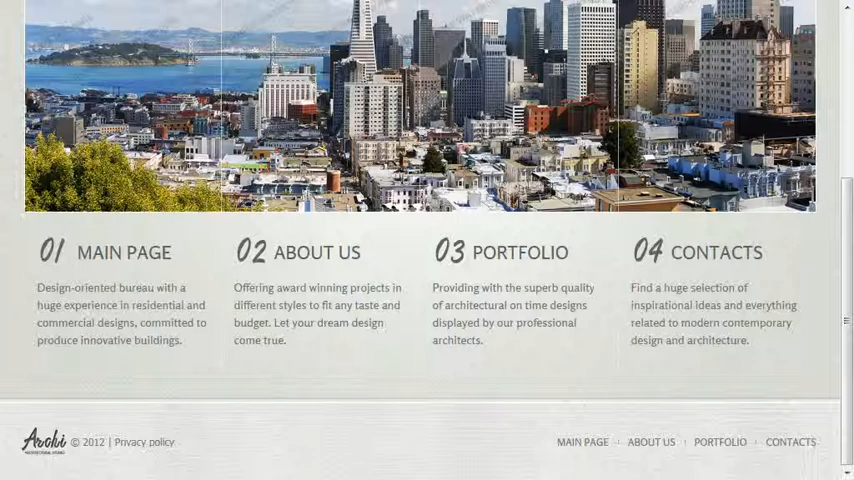 01 MAIN PAGE
Design-oriented bureau with a
huge experience in residential and
commercial designs, committed to
produce innovative buildings.
02 ABOUT US
Offering award winning projects in
different styles to fit any taste and
budget. Let your dream design
come true.
03 PORTFOLIO
Providing with the superb quality
of architectural on time designs
displayed by our professional
architects.
04 CONTACTS
Find a huge selection of
inspirational ideas and everything
related to modern contemporary
design and architecture.
Archi © 2012 | Privacy policy
MAIN PAGE ABOUT US PORTFOLIO CONTACTS